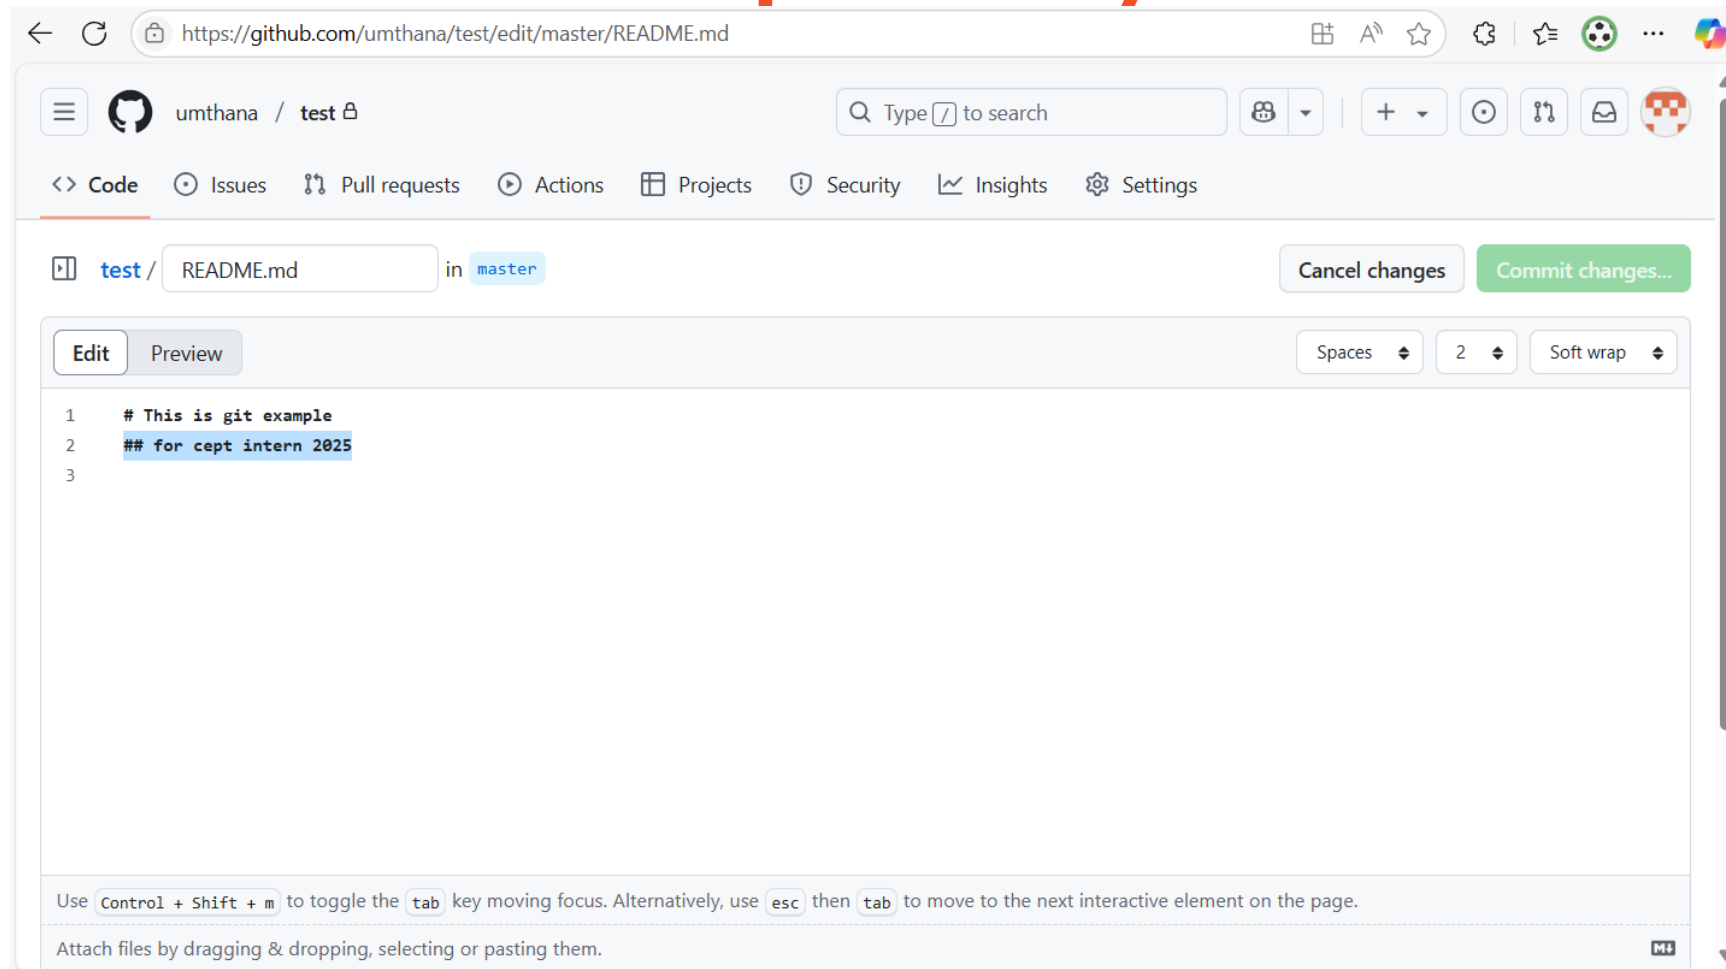 https://github.com/umthana/test/edit/master/README.md
umthana / test
Type / to search
Code Issues Pull requests Actions Projects Security Insights Settings
test / README.md in master
Cancel changes Commit changes...
Edit Preview
Spaces 2 Soft wrap
1 # This is git example
2 ## for cept intern 2025
3
Use Control + Shift + m to toggle the tab key moving focus. Alternatively, use esc then tab to move to the next interactive element on the page.
Attach files by dragging & dropping, selecting or pasting them.